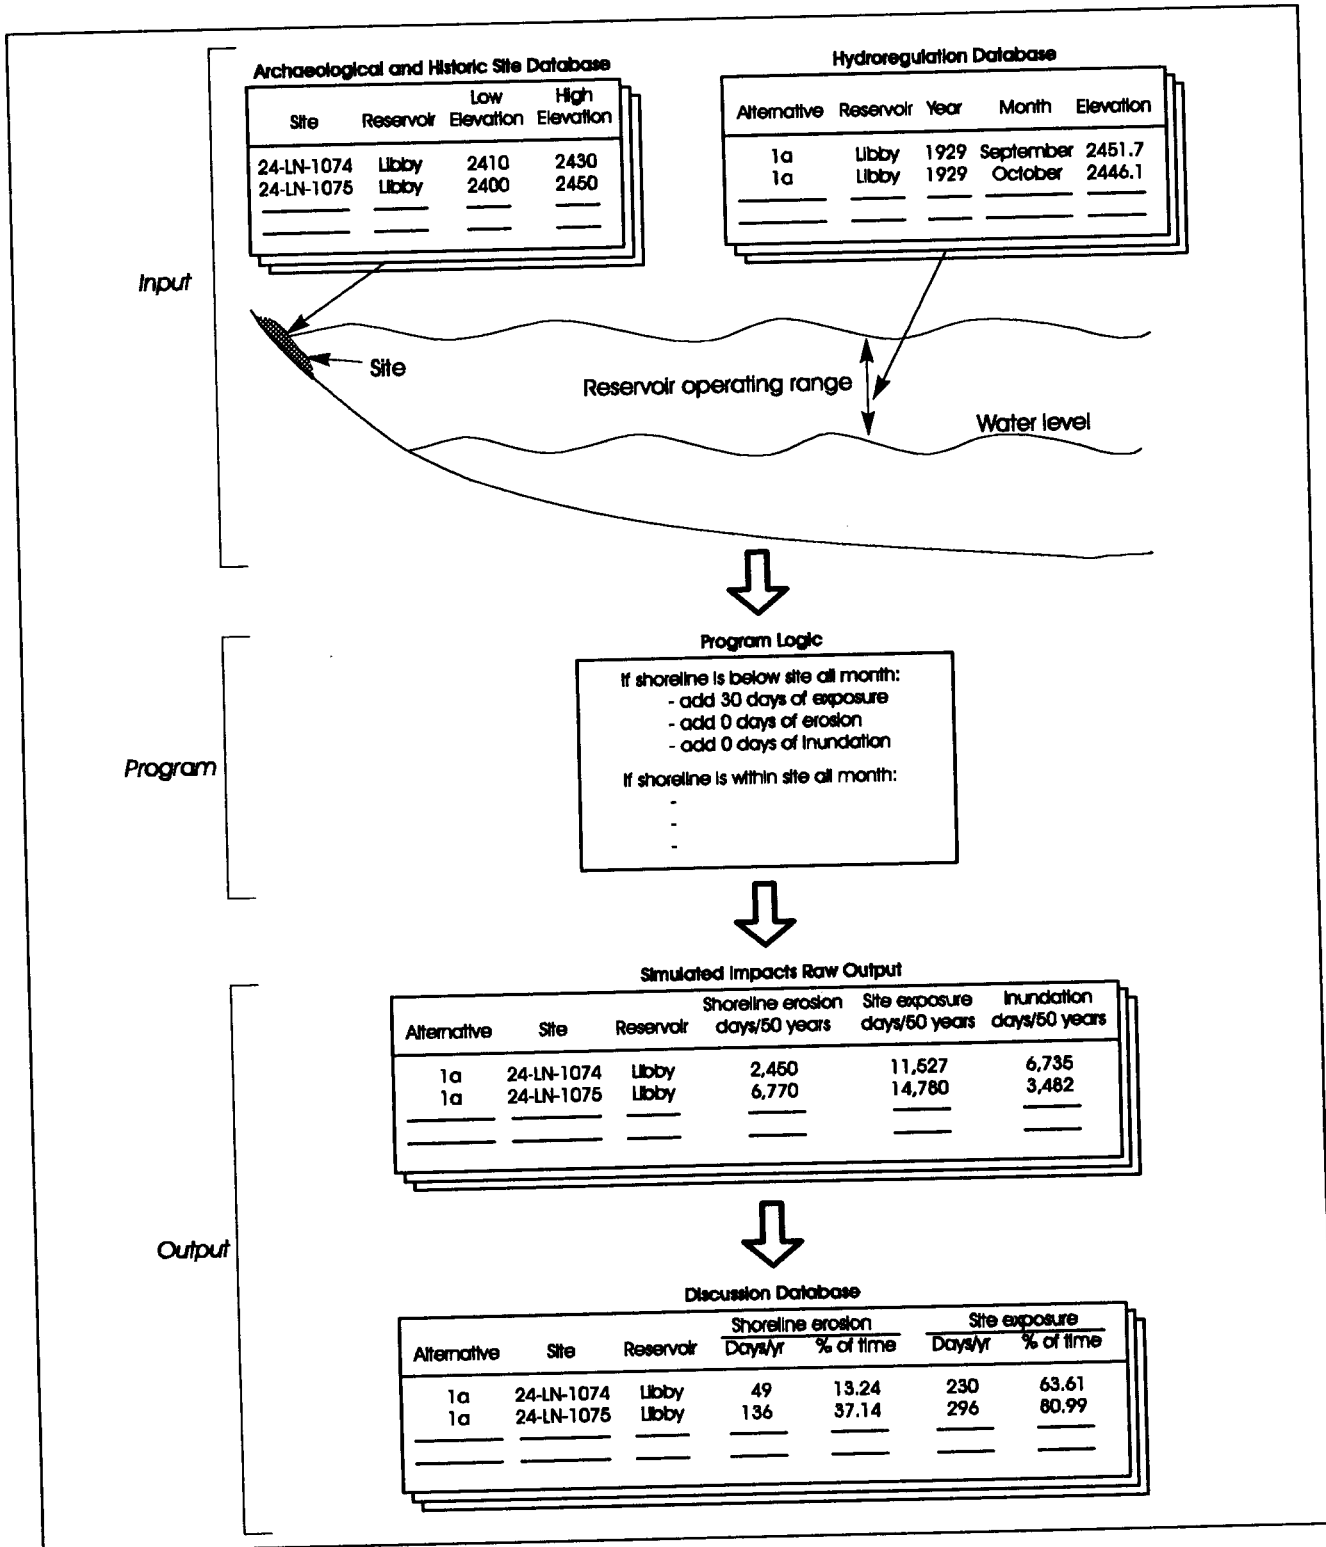 Archaeological and Historic Site Database
Site Reservoir Low Elevation High Elevation
24-LN-1074 Libby 2410 2430
24-LN-1075 Libby 2400 2450
Hydroregulation Database
Alternative Reservoir Year Month Elevation
1a Libby 1929 September 2451.7
1a Libby 1929 October 2446.1
Input
Site
Reservoir operating range
Water level
Program
Program Logic
If shoreline is below site all month:
- add 30 days of exposure
- add 0 days of erosion
- add 0 days of inundation
If shoreline is within site all month:
-
-
-
Output
Simulated Impacts Raw Output
Alternative Site Reservoir Shoreline erosion days/50 years Site exposure days/50 years Inundation days/50 years
1a 24-LN-1074 Libby 2,450 11,527 6,735
1a 24-LN-1075 Libby 6,770 14,780 3,482
Discussion Database
Shoreline erosion Site exposure
Alternative Site Reservoir Days/yr % of time Days/yr % of time
1a 24-LN-1074 Libby 49 13.24 230 63.61
1a 24-LN-1075 Libby 136 37.14 296 80.99